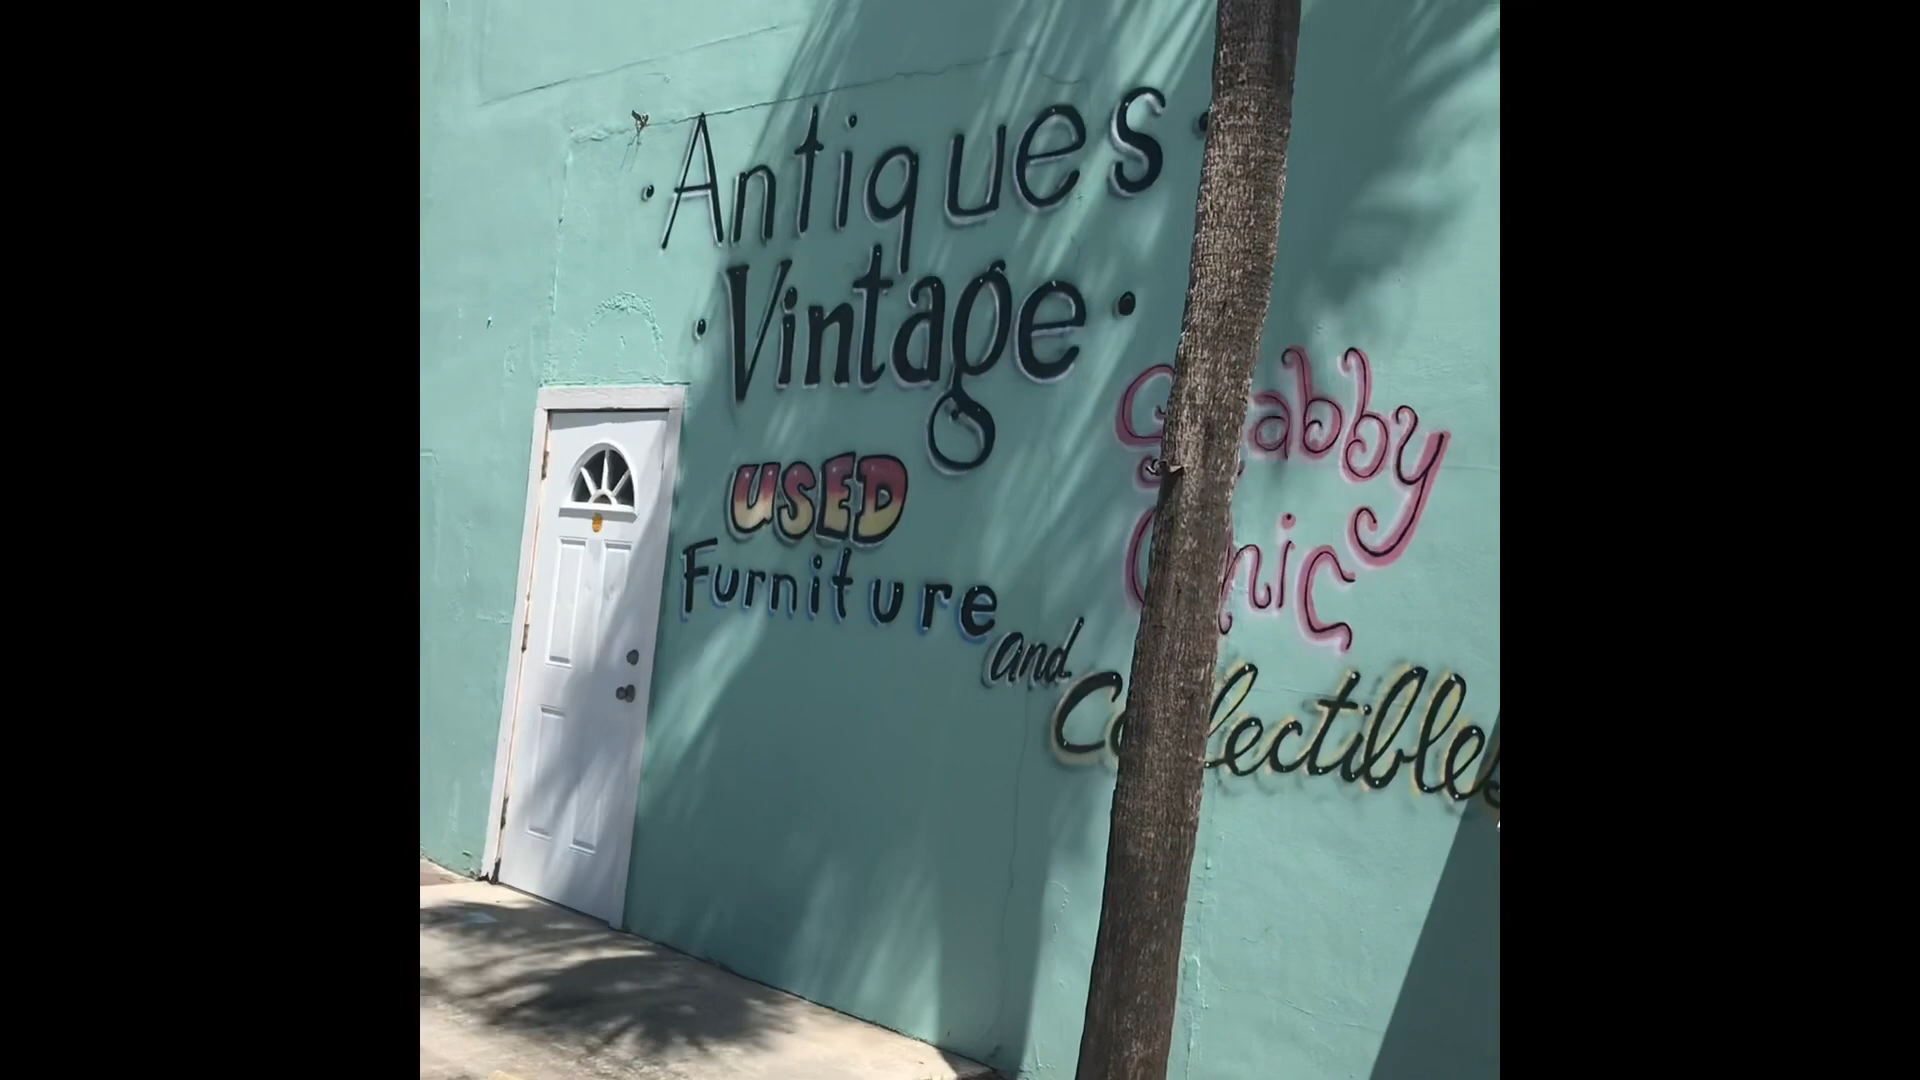 · Antiques ·
· Vintage ·
USED
Furniture
and
Shabby
Chic
Collectibles